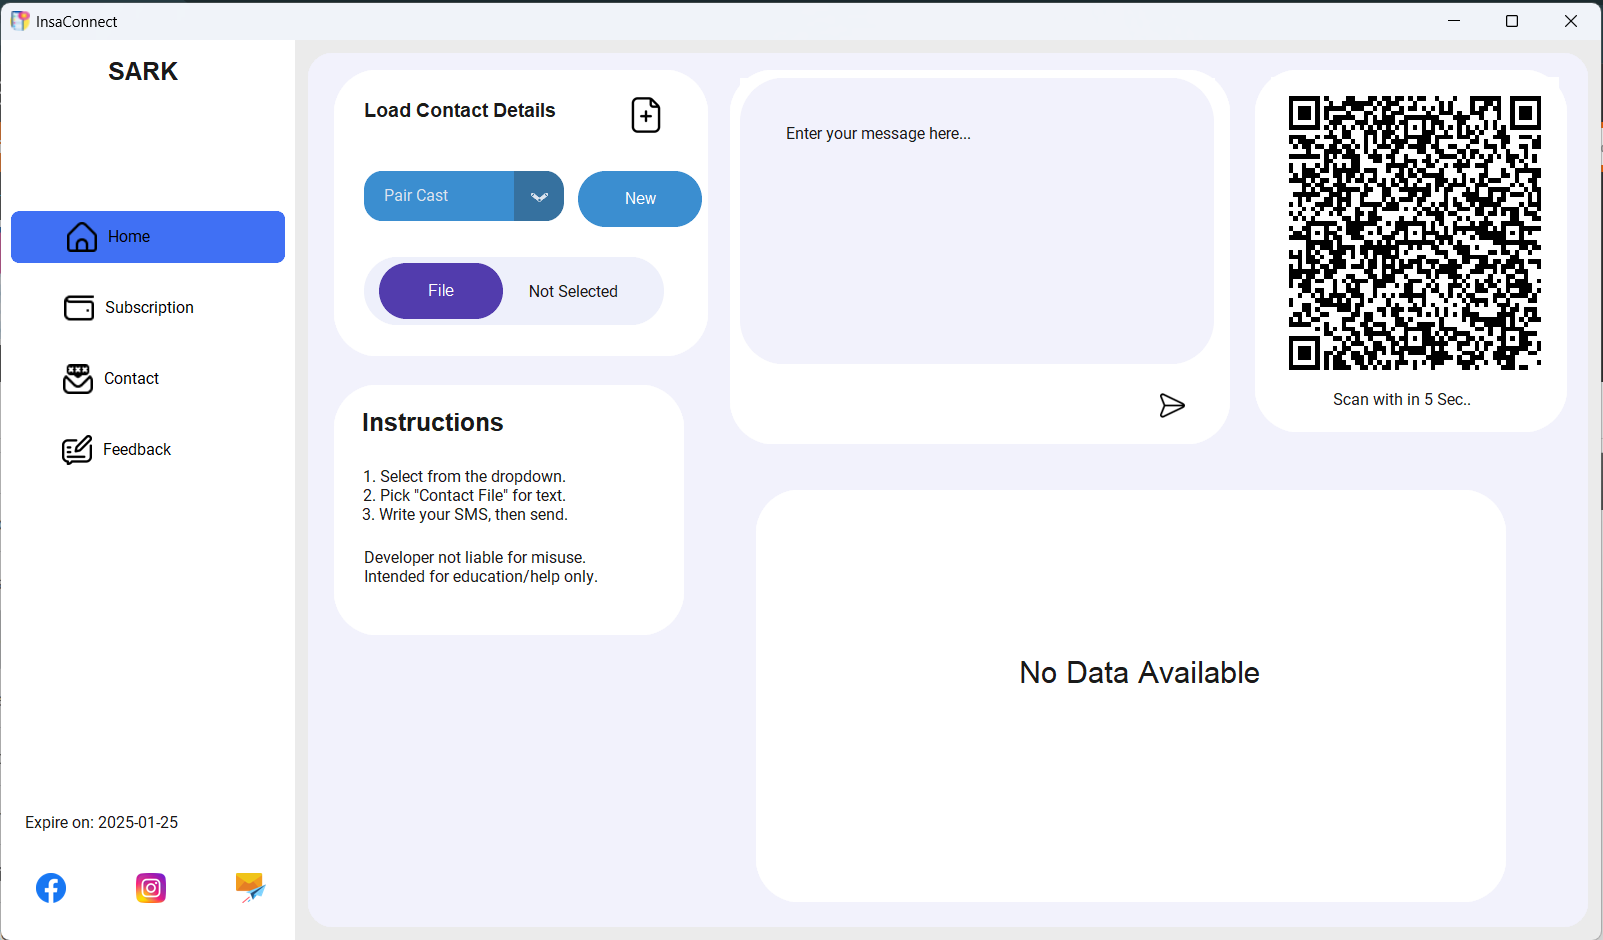 InsaConnect
SARK
Home
Subscription
Contact
Feedback
Expire on: 2025-01-25
Load Contact Details
Pair Cast
New
File
Not Selected
Instructions
1. Select from the dropdown.
2. Pick "Contact File" for text.
3. Write your SMS, then send.
Developer not liable for misuse.
Intended for education/help only.
Enter your message here...
Scan with in 5 Sec..
No Data Available